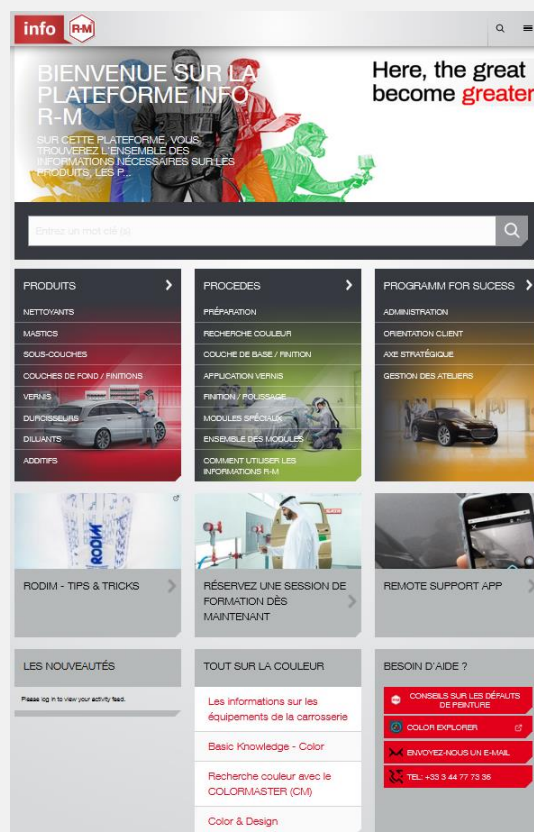 info R-M
BIENVENUE SUR LA
PLATEFORME INFO
R-M
SUR CETTE PLATEFORME, VOUS
TROUVEREZ L'ENSEMBLE DES
INFORMATIONS NÉCESSAIRES SUR LES
PRODUITS, LES P...
Here, the great
become greater
Entrez un mot clé (s)
PRODUITS
NETTOYANTS
MASTICS
SOUS-COUCHES
COUCHES DE FOND / FINITIONS
VERNIS
DURCISSEURS
DILUANTS
ADDITIFS
PROCEDES
PRÉPARATION
RECHERCHE COULEUR
COUCHE DE BASE / FINITION
APPLICATION VERNIS
FINITION / POLISSAGE
MODULES SPÉCIAUX
ENSEMBLE DES MODULES
COMMENT UTILISER LES
INFORMATIONS R-M
PROGRAMM FOR SUCESS
ADMINISTRATION
ORIENTATION CLIENT
AXE STRATÉGIQUE
GESTION DES ATELIERS
RODIM
RODIM - TIPS & TRICKS
RÉSERVEZ UNE SESSION DE
FORMATION DÈS
MAINTENANT
REMOTE SUPPORT APP
LES NOUVEAUTÉS
Please log in to view your activity feed.
TOUT SUR LA COULEUR
Les informations sur les
équipements de la carrosserie
Basic Knowledge - Color
Recherche couleur avec le
COLORMASTER (CM)
Color & Design
BESOIN D'AIDE ?
CONSEILS SUR LES DÉFAUTS
DE PEINTURE
COLOR EXPLORER
ENVOYEZ-NOUS UN E-MAIL
TEL: +33 3 44 77 73 36